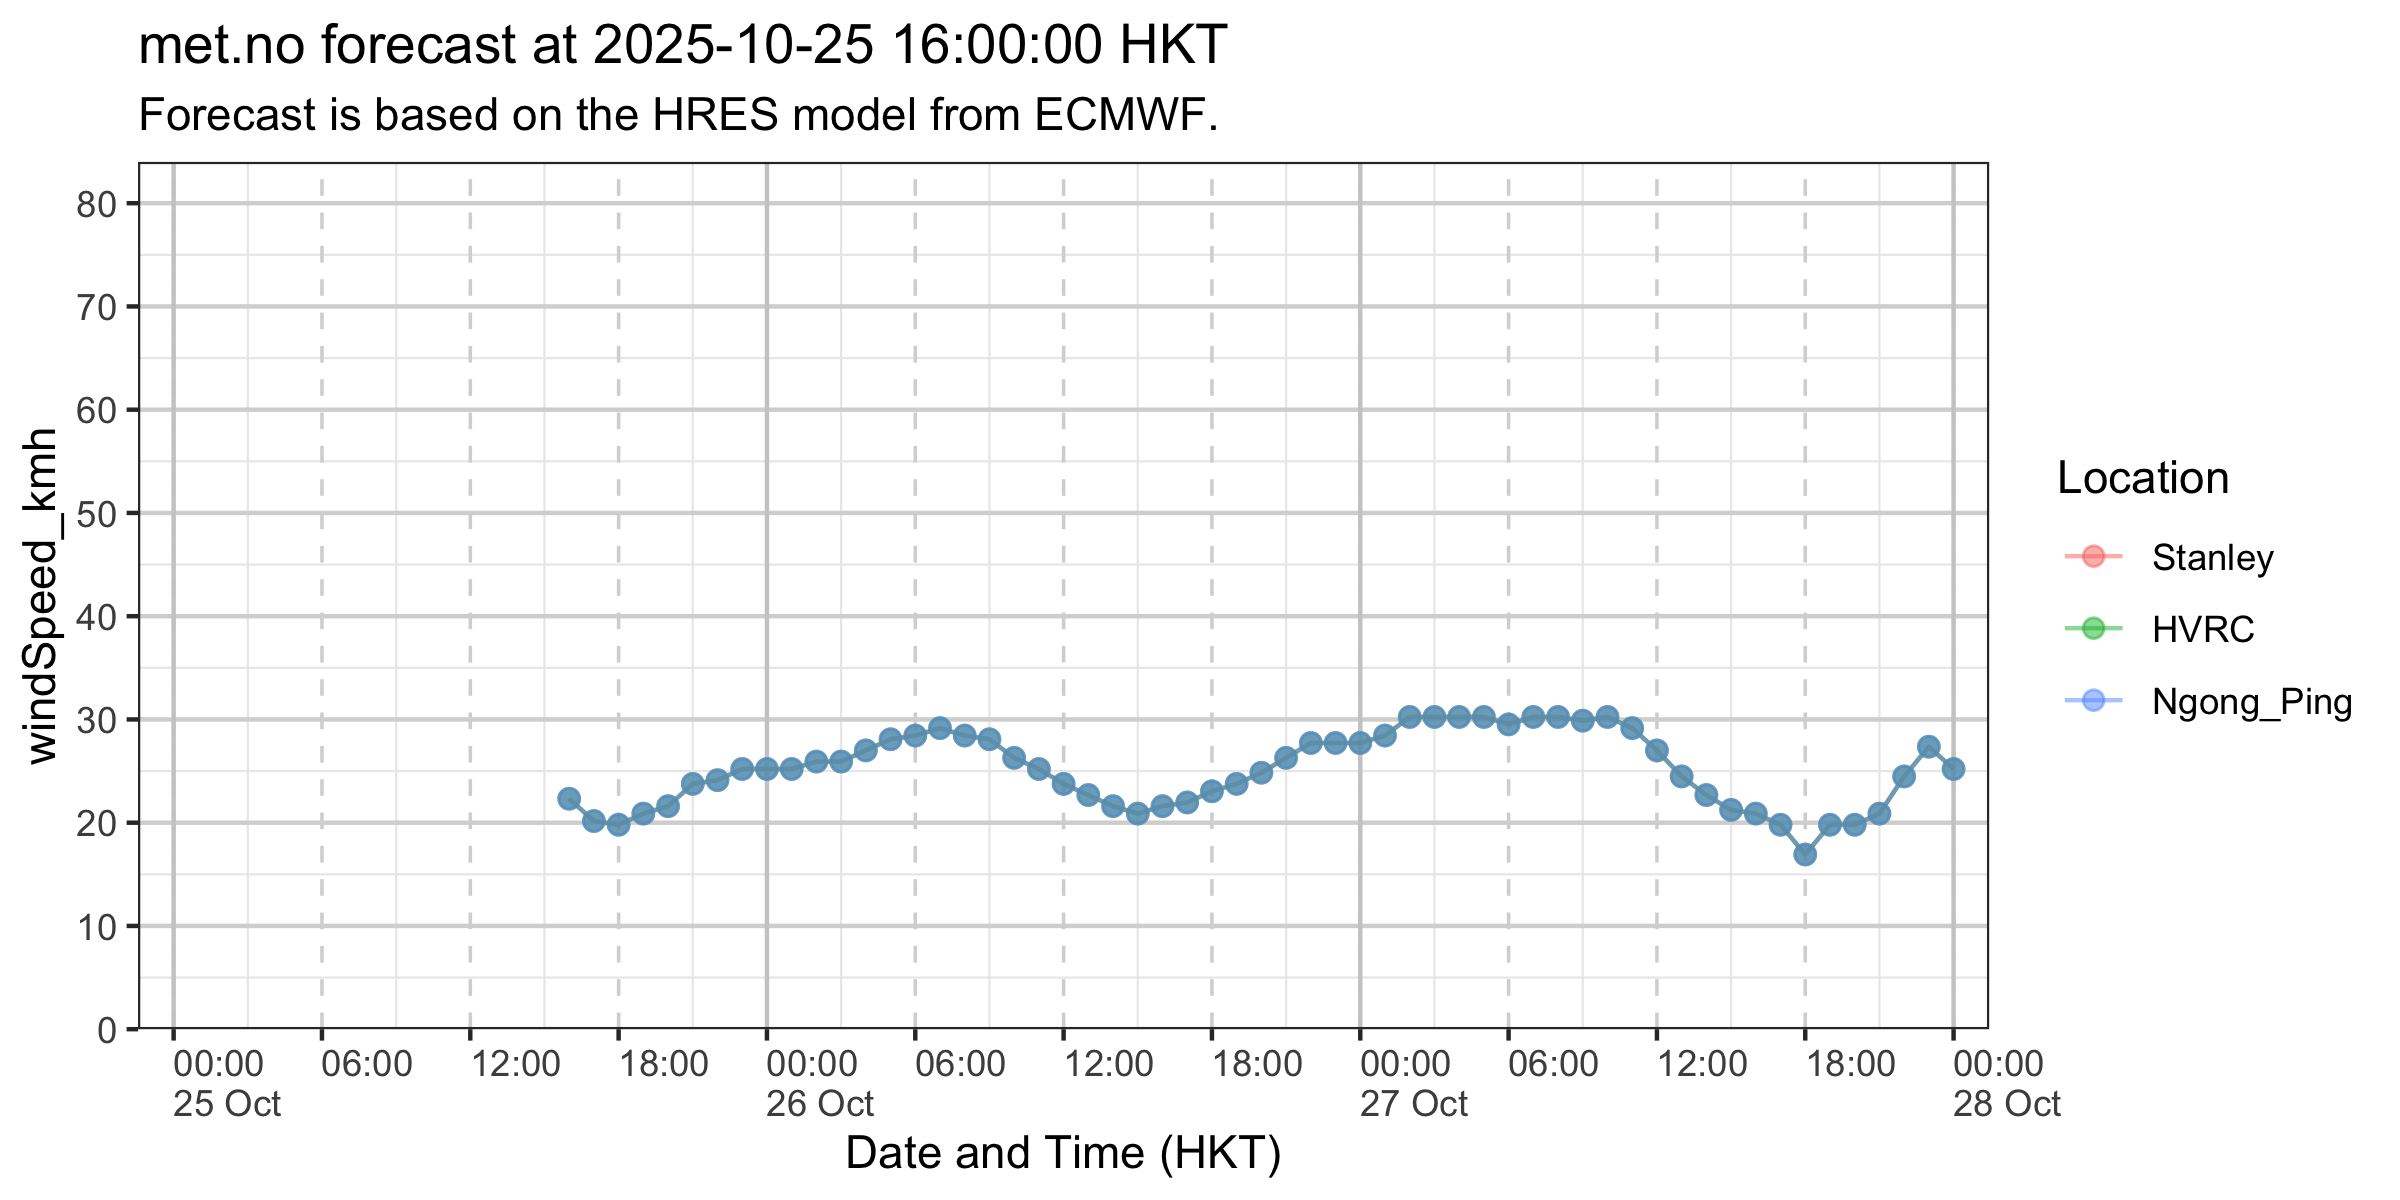 met.no forecast at 2025-10-25 16:00:00 HKT
Forecast is based on the HRES model from ECMWF.
windSpeed_kmh
80
70
60
50
40
30
20
10
0
00:00 06:00 12:00 18:00 00:00 06:00 12:00 18:00 00:00 06:00 12:00 18:00 00:00
25 Oct 26 Oct 27 Oct 28 Oct
Date and Time (HKT)
Location
Stanley
HVRC
Ngong_Ping